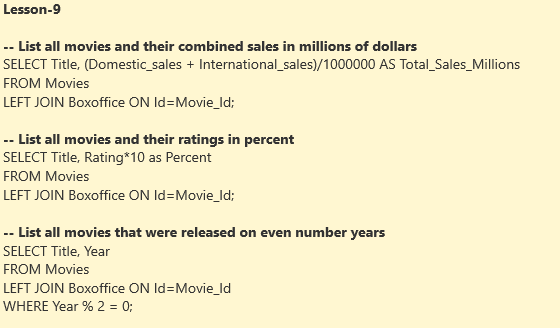 Lesson-9
-- List all movies and their combined sales in millions of dollars
SELECT Title, (Domestic_sales + International_sales)/1000000 AS Total_Sales_Millions
FROM Movies
LEFT JOIN Boxoffice ON Id=Movie_Id;
-- List all movies and their ratings in percent
SELECT Title, Rating*10 as Percent
FROM Movies
LEFT JOIN Boxoffice ON Id=Movie_Id;
-- List all movies that were released on even number years
SELECT Title, Year
FROM Movies
LEFT JOIN Boxoffice ON Id=Movie_Id
WHERE Year % 2 = 0;